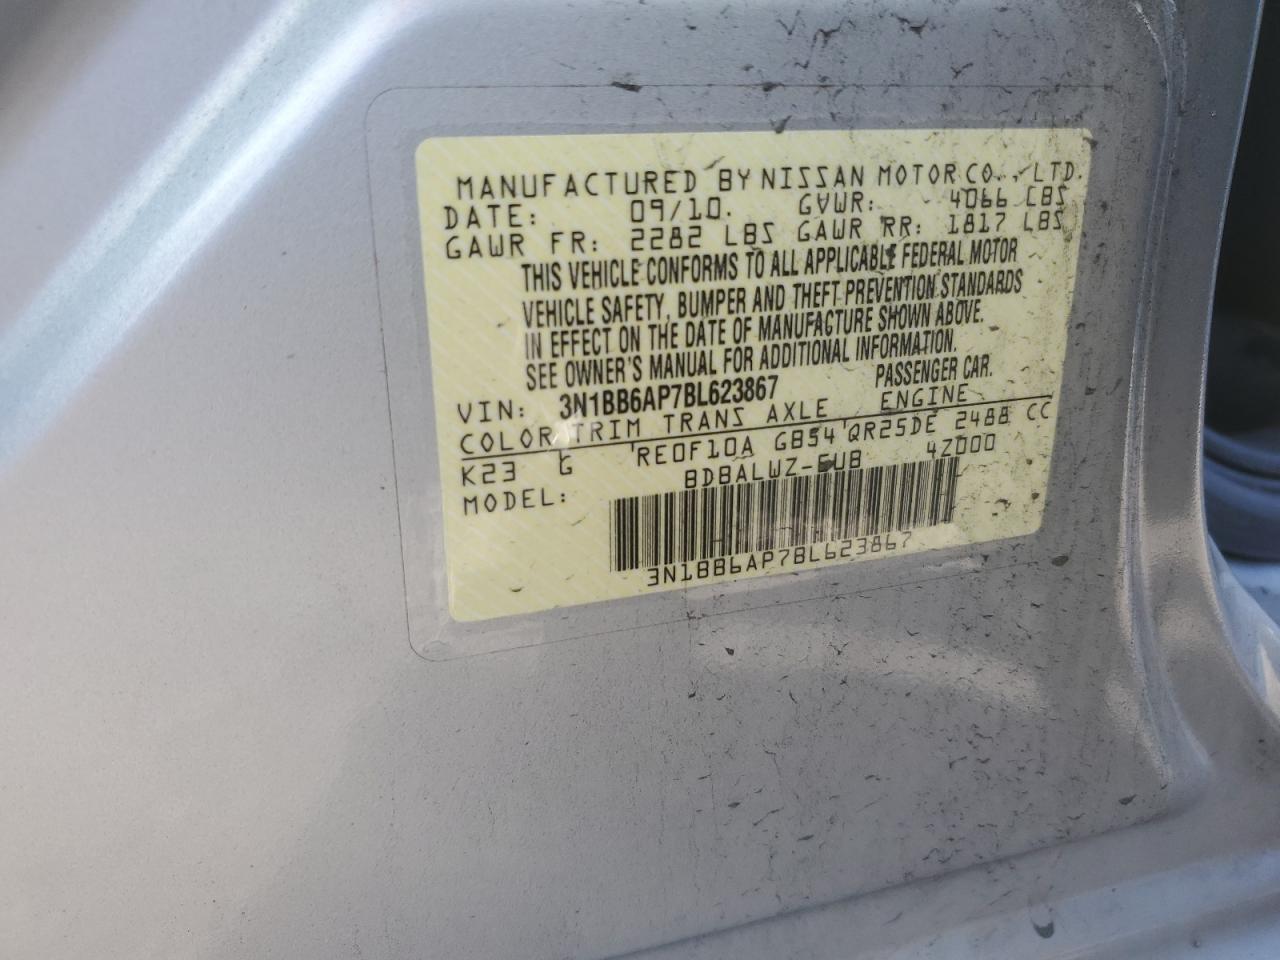 MANUFACTURED BY NISSAN MOTOR CO., LTD.
DATE: 09/10. GVWR: 4066 LBS
GAWR FR: 2282 LBS GAWR RR: 1817 LBS
THIS VEHICLE CONFORMS TO ALL APPLICABLE FEDERAL MOTOR
VEHICLE SAFETY, BUMPER AND THEFT PREVENTION STANDARDS
IN EFFECT ON THE DATE OF MANUFACTURE SHOWN ABOVE.
SEE OWNER'S MANUAL FOR ADDITIONAL INFORMATION.
VIN: 3N1BB6AP7BL623867 PASSENGER CAR.
COLOR TRIM TRANS AXLE ENGINE
K23 G RE0F10A GB54 QR25DE 2488 CC
MODEL: BDBALWZ-EUB 4Z000
3N1BB6AP7BL623867